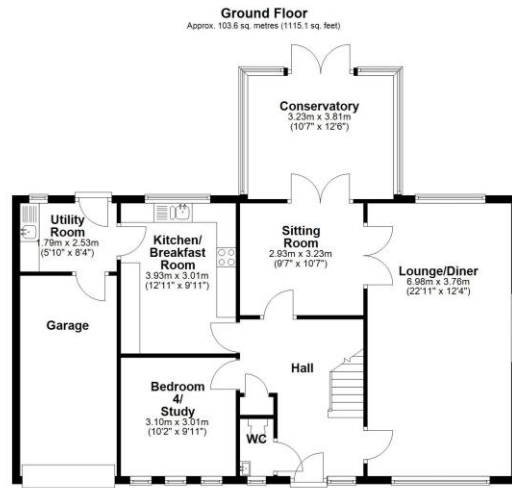 Ground Floor
Approx. 103.6 sq. metres (1115.1 sq. feet)
Conservatory
3.23m x 3.81m
(10'7" x 12'6")
Utility
Room
1.79m x 2.53m
(5'10" x 8'4")
Kitchen/
Breakfast
Room
3.93m x 3.01m
(12'11" x 9'11")
Sitting
Room
2.93m x 3.23m
(9'7" x 10'7")
Lounge/Diner
6.98m x 3.76m
(22'11" x 12'4")
Garage
Hall
Bedroom
4/
Study
3.10m x 3.01m
(10'2" x 9'11")
WC